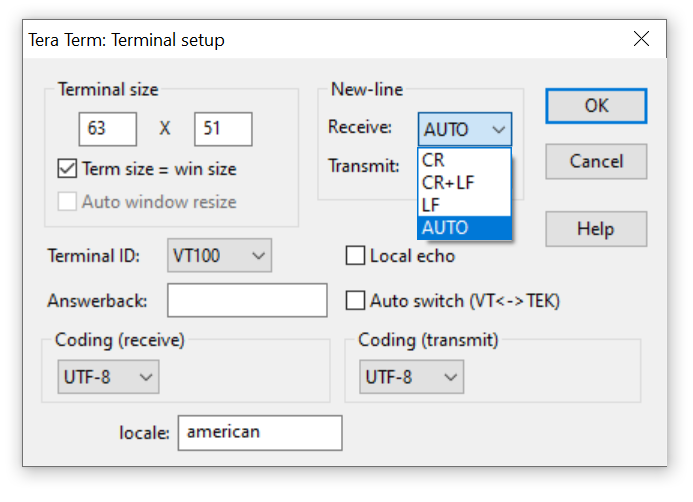 Tera Term: Terminal setup
Terminal size
63 X 51
Term size = win size
Auto window resize
New-line
Receive: AUTO
Transmit:
CR
CR+LF
LF
AUTO
OK
Cancel
Help
Terminal ID: VT100
Local echo
Answerback:
Auto switch (VT<->TEK)
Coding (receive)
UTF-8
Coding (transmit)
UTF-8
locale: american